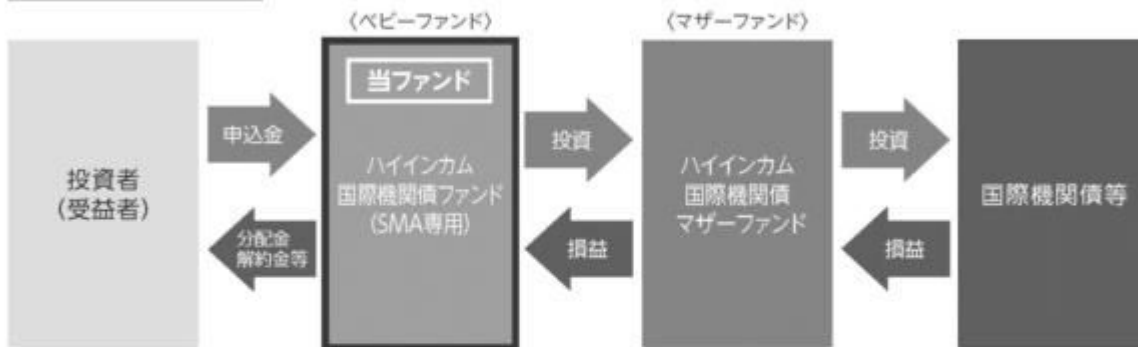 〈ベビーファンド〉
〈マザーファンド〉
投資者
(受益者)
申込金
分配金
解約金等
当ファンド
ハイインカム
国際機関債ファンド
(SMA専用)
投資
損益
ハイインカム
国際機関債
マザーファンド
投資
損益
国際機関債等